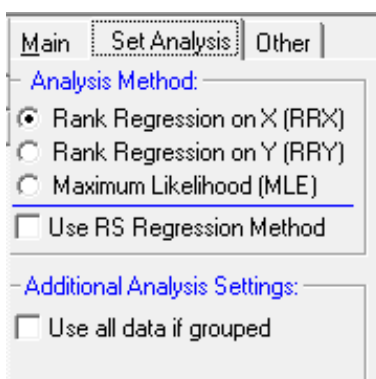 Main Set Analysis Other
Analysis Method:
Rank Regression on X (RRX)
Rank Regression on Y (RRY)
Maximum Likelihood (MLE)
Use RS Regression Method
Additional Analysis Settings:
Use all data if grouped